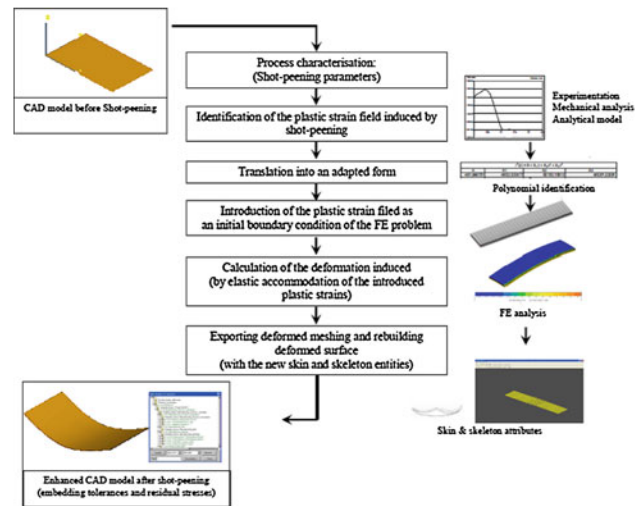 CAD model before Shot-peening
Process characterisation:
(Shot-peening parameters)
Identification of the plastic strain field induced by
shot-peening
Translation into an adapted form
Introduction of the plastic strain filed as
an initial boundary condition of the FE problem
Calculation of the deformation induced
(by elastic accommodation of the introduced
plastic strains)
Exporting deformed meshing and rebuilding
deformed surface
(with the new skin and skeleton entities)
Enhanced CAD model after shot-peening
(embedding tolerances and residual stresses)
Experimentation
Mechanical analysis
Analytical model
Polynomial identification
FE analysis
Skin & skeleton attributes